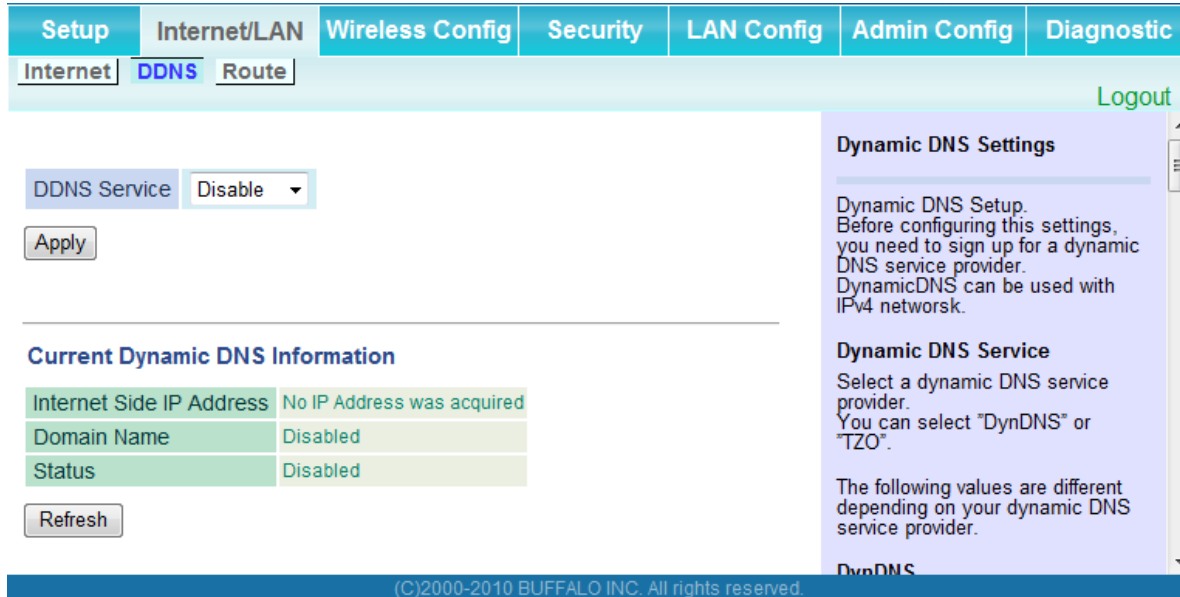 Setup Internet/LAN Wireless Config Security LAN Config Admin Config Diagnostic
Internet DDNS Route
Logout
DDNS Service Disable
Apply
Current Dynamic DNS Information
Internet Side IP Address No IP Address was acquired
Domain Name Disabled
Status Disabled
Refresh
Dynamic DNS Settings
Dynamic DNS Setup.
Before configuring this settings,
you need to sign up for a dynamic
DNS service provider.
DynamicDNS can be used with
IPv4 networsk.
Dynamic DNS Service
Select a dynamic DNS service
provider.
You can select "DynDNS" or
"TZO".
The following values are different
depending on your dynamic DNS
service provider.
DynDNS
(C)2000-2010 BUFFALO INC. All rights reserved.